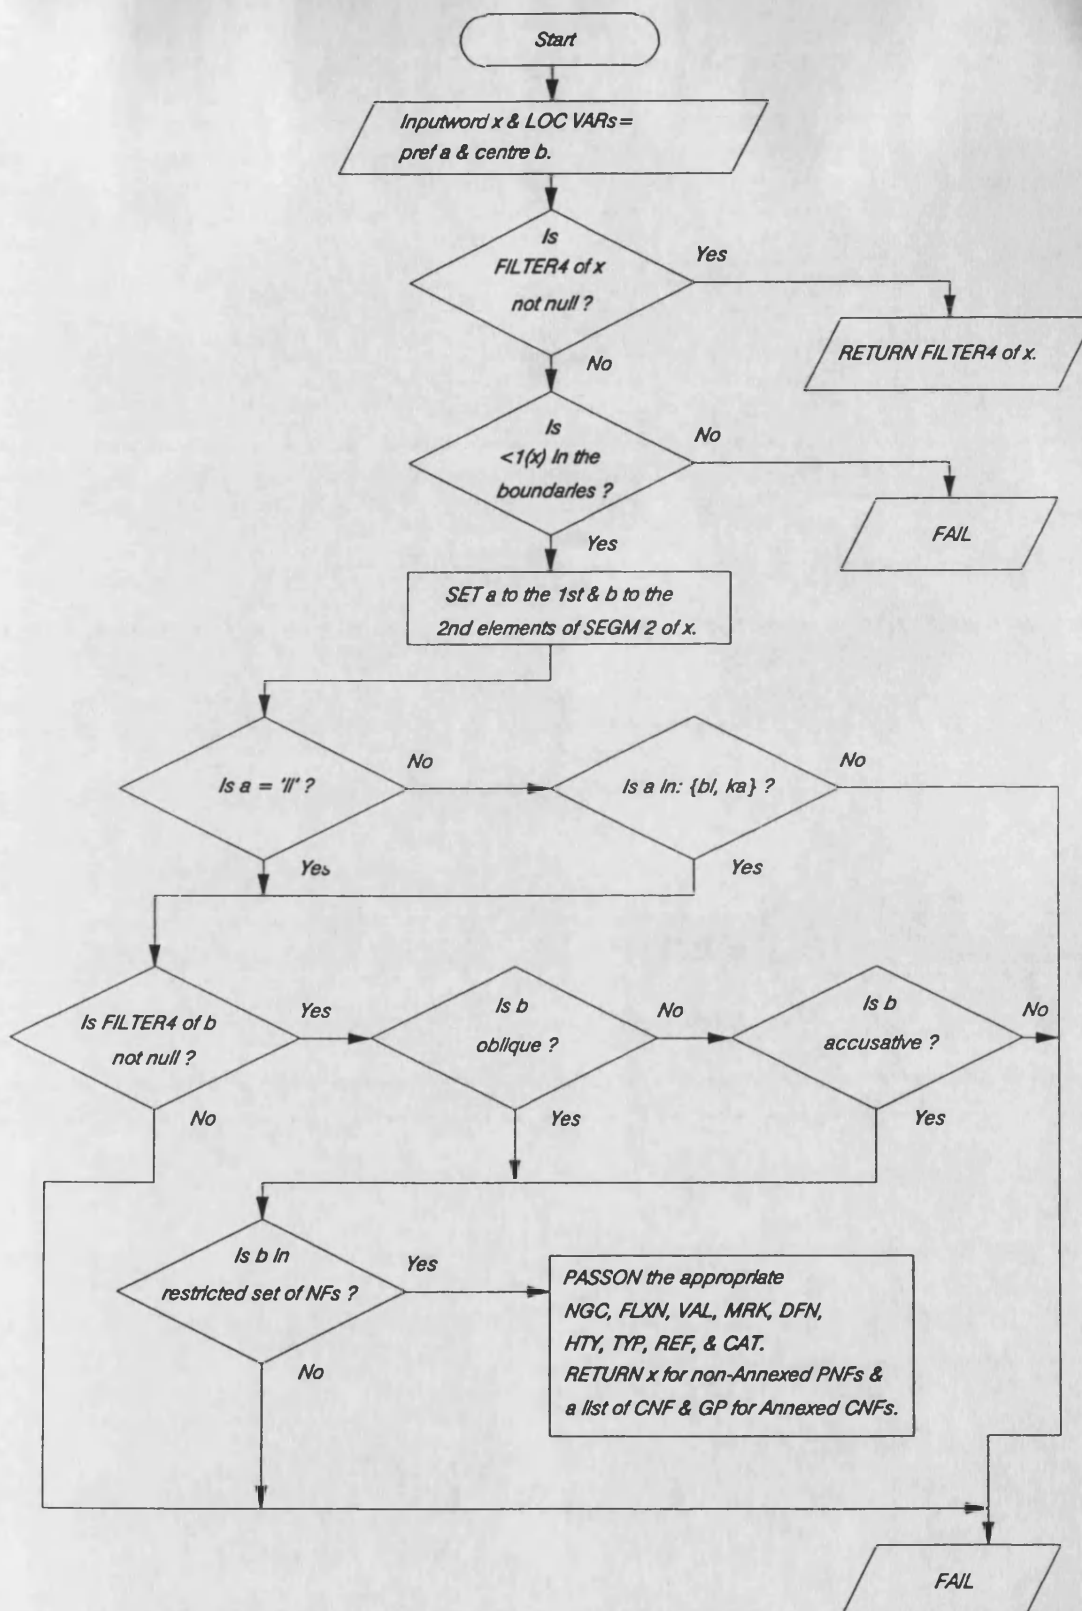 Start
Inputword x & LOC VARs=
pref a & centre b.
Is
FILTER4 of x
not null ?
Yes
RETURN FILTER4 of x.
No
Is
<1(x) In the
boundaries ?
No
FAIL
Yes
SET a to the 1st & b to the
2nd elements of SEGM 2 of x.
Is a = 'li' ?
No
Is a In: {bI, ka} ?
No
Yes
Yes
Is FILTER4 of b
not null ?
Yes
Is b
oblique ?
No
Is b
accusative ?
No
No
Yes
Yes
Is b In
restricted set of NFs ?
Yes
PASSON the appropriate
NGC, FLXN, VAL, MRK, DFN,
HTY, TYP, REF, & CAT.
RETURN x for non-Annexed PNFs &
a list of CNF & GP for Annexed CNFs.
No
FAIL